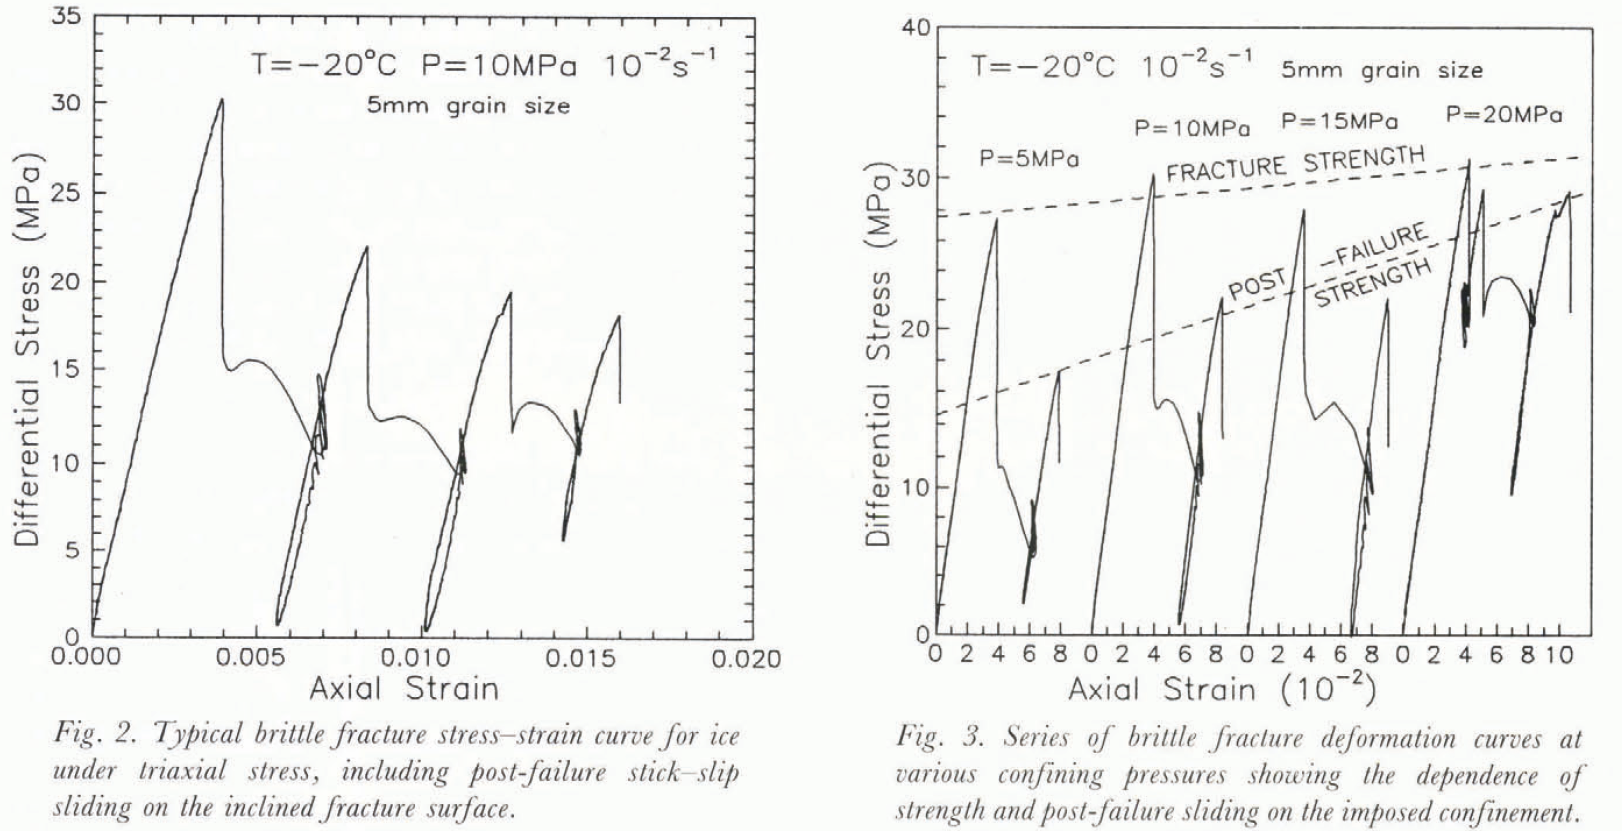 35
30
25
20
15
10
5
0
Differential Stress (MPa)
T=−20°C P=10MPa 10⁻²s⁻¹
5mm grain size
0.000 0.005 0.010 0.015 0.020
Axial Strain
Fig. 2. Typical brittle fracture stress–strain curve for ice
under triaxial stress, including post-failure stick–slip
sliding on the inclined fracture surface.
40
30
20
10
0
Differential Stress (MPa)
T=−20°C 10⁻²s⁻¹ 5mm grain size
P=5MPa
P=10MPa
P=15MPa
P=20MPa
FRACTURE STRENGTH
POST –FAILURE
STRENGTH
0 2 4 6 8 0 2 4 6 8 0 2 4 6 8 0 2 4 6 8 10
Axial Strain (10⁻²)
Fig. 3. Series of brittle fracture deformation curves at
various confining pressures showing the dependence of
strength and post-failure sliding on the imposed confinement.